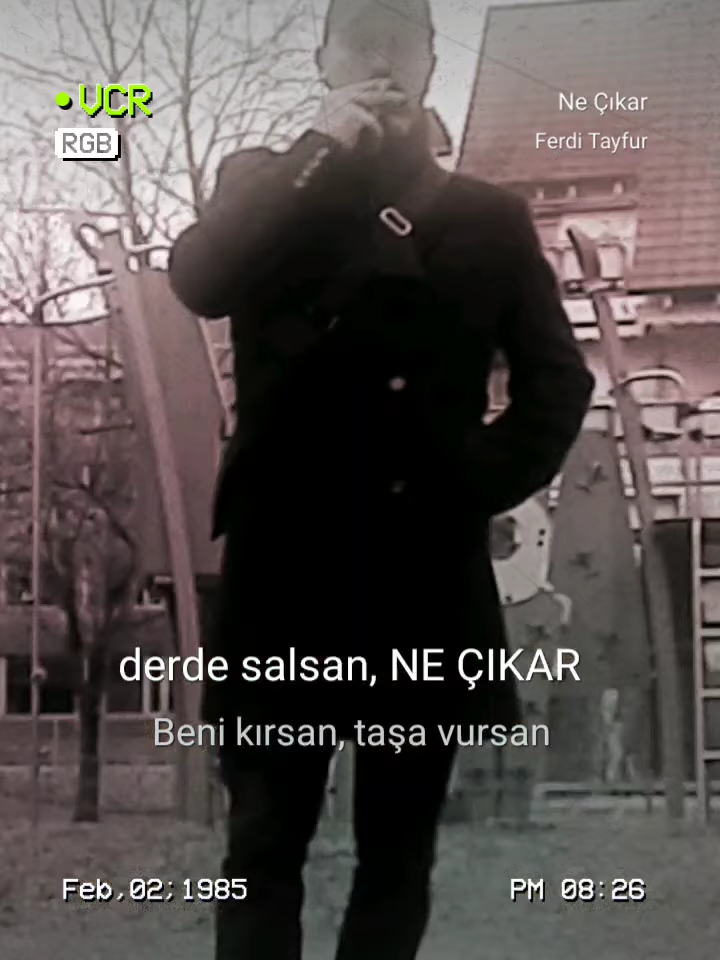 VCR
RGB
Ne Çıkar
Ferdi Tayfur
derde salsan, NE ÇIKAR
Beni kırsan, taşa vursan
Feb,02;1985
PM 08:26